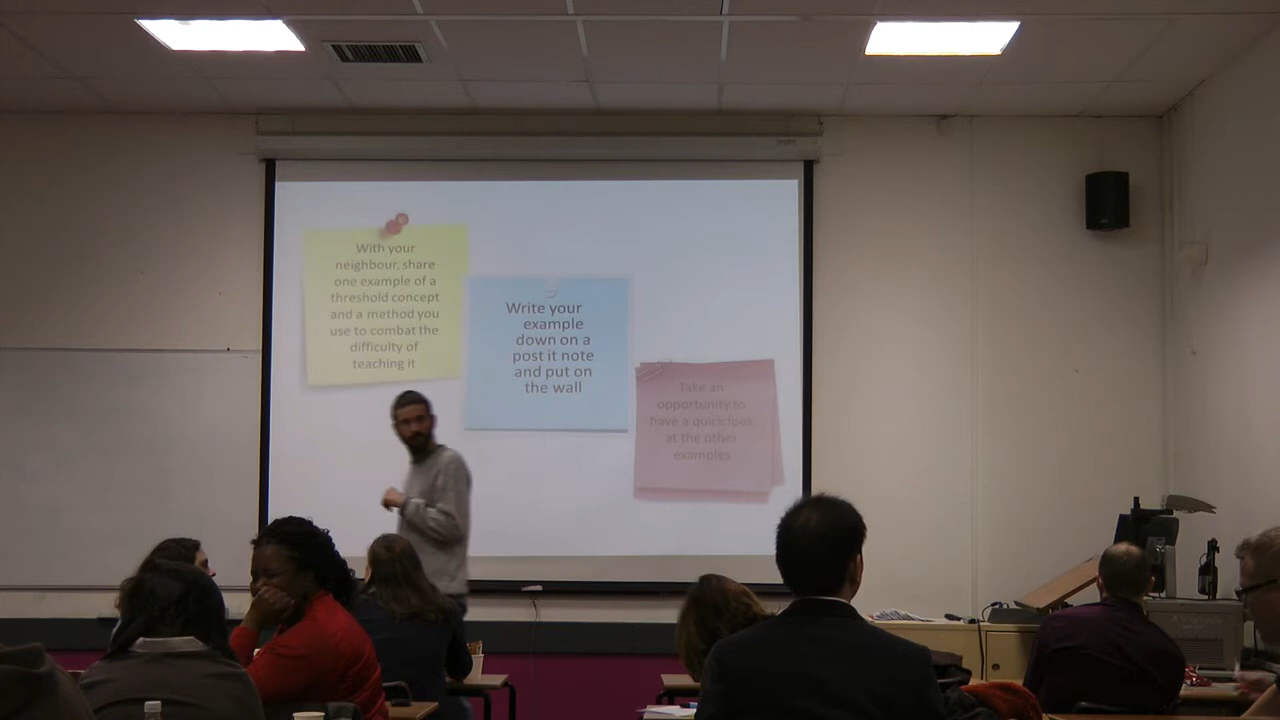 With your
neighbour, share
one example of a
threshold concept
and a method you
use to combat the
difficulty of
teaching it
Write your
example
down on a
post it note
and put on
the wall
Take an
opportunity to
have a quick look
at the other
examples